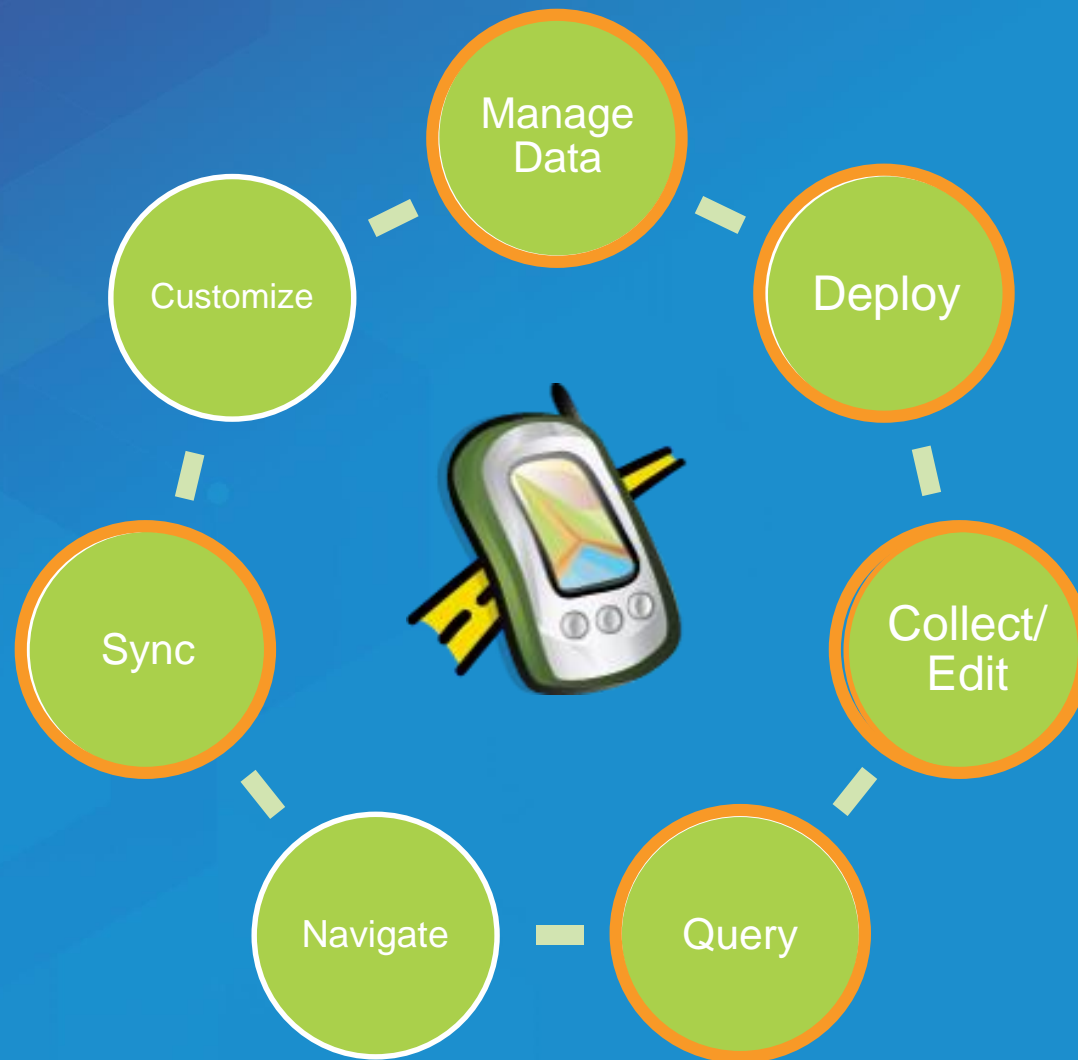 Manage
Data
Deploy
Collect/
Edit
Query
Navigate
Sync
Customize